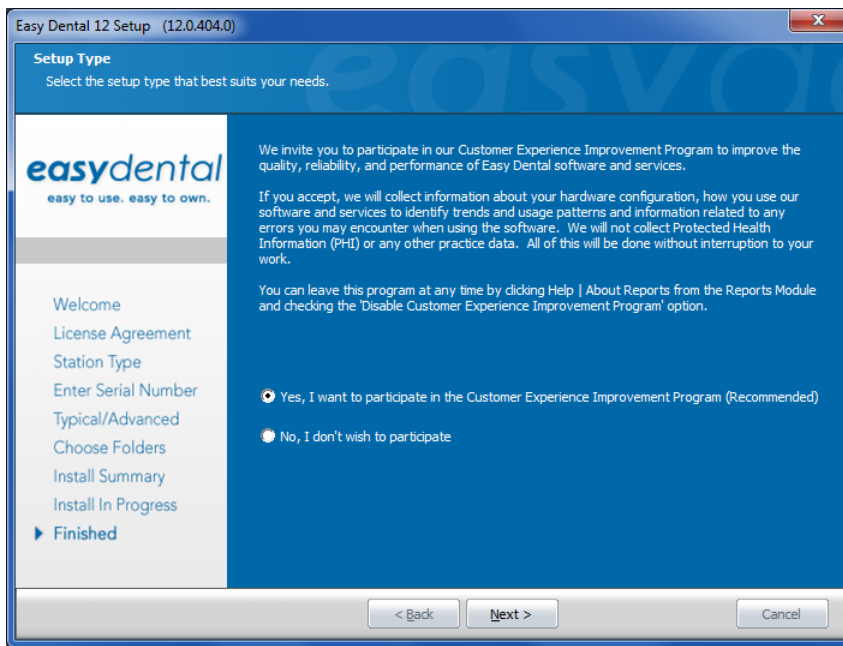 Easy Dental 12 Setup (12.0.404.0)
Setup Type
Select the setup type that best suits your needs.
easydental
easy to use. easy to own.
Welcome
License Agreement
Station Type
Enter Serial Number
Typical/Advanced
Choose Folders
Install Summary
Install In Progress
Finished
We invite you to participate in our Customer Experience Improvement Program to improve the
quality, reliability, and performance of Easy Dental software and services.
If you accept, we will collect information about your hardware configuration, how you use our
software and services to identify trends and usage patterns and information related to any
errors you may encounter when using the software. We will not collect Protected Health
Information (PHI) or any other practice data. All of this will be done without interruption to your
work.
You can leave this program at any time by clicking Help | About Reports from the Reports Module
and checking the 'Disable Customer Experience Improvement Program' option.
Yes, I want to participate in the Customer Experience Improvement Program (Recommended)
No, I don't wish to participate
< Back
Next >
Cancel